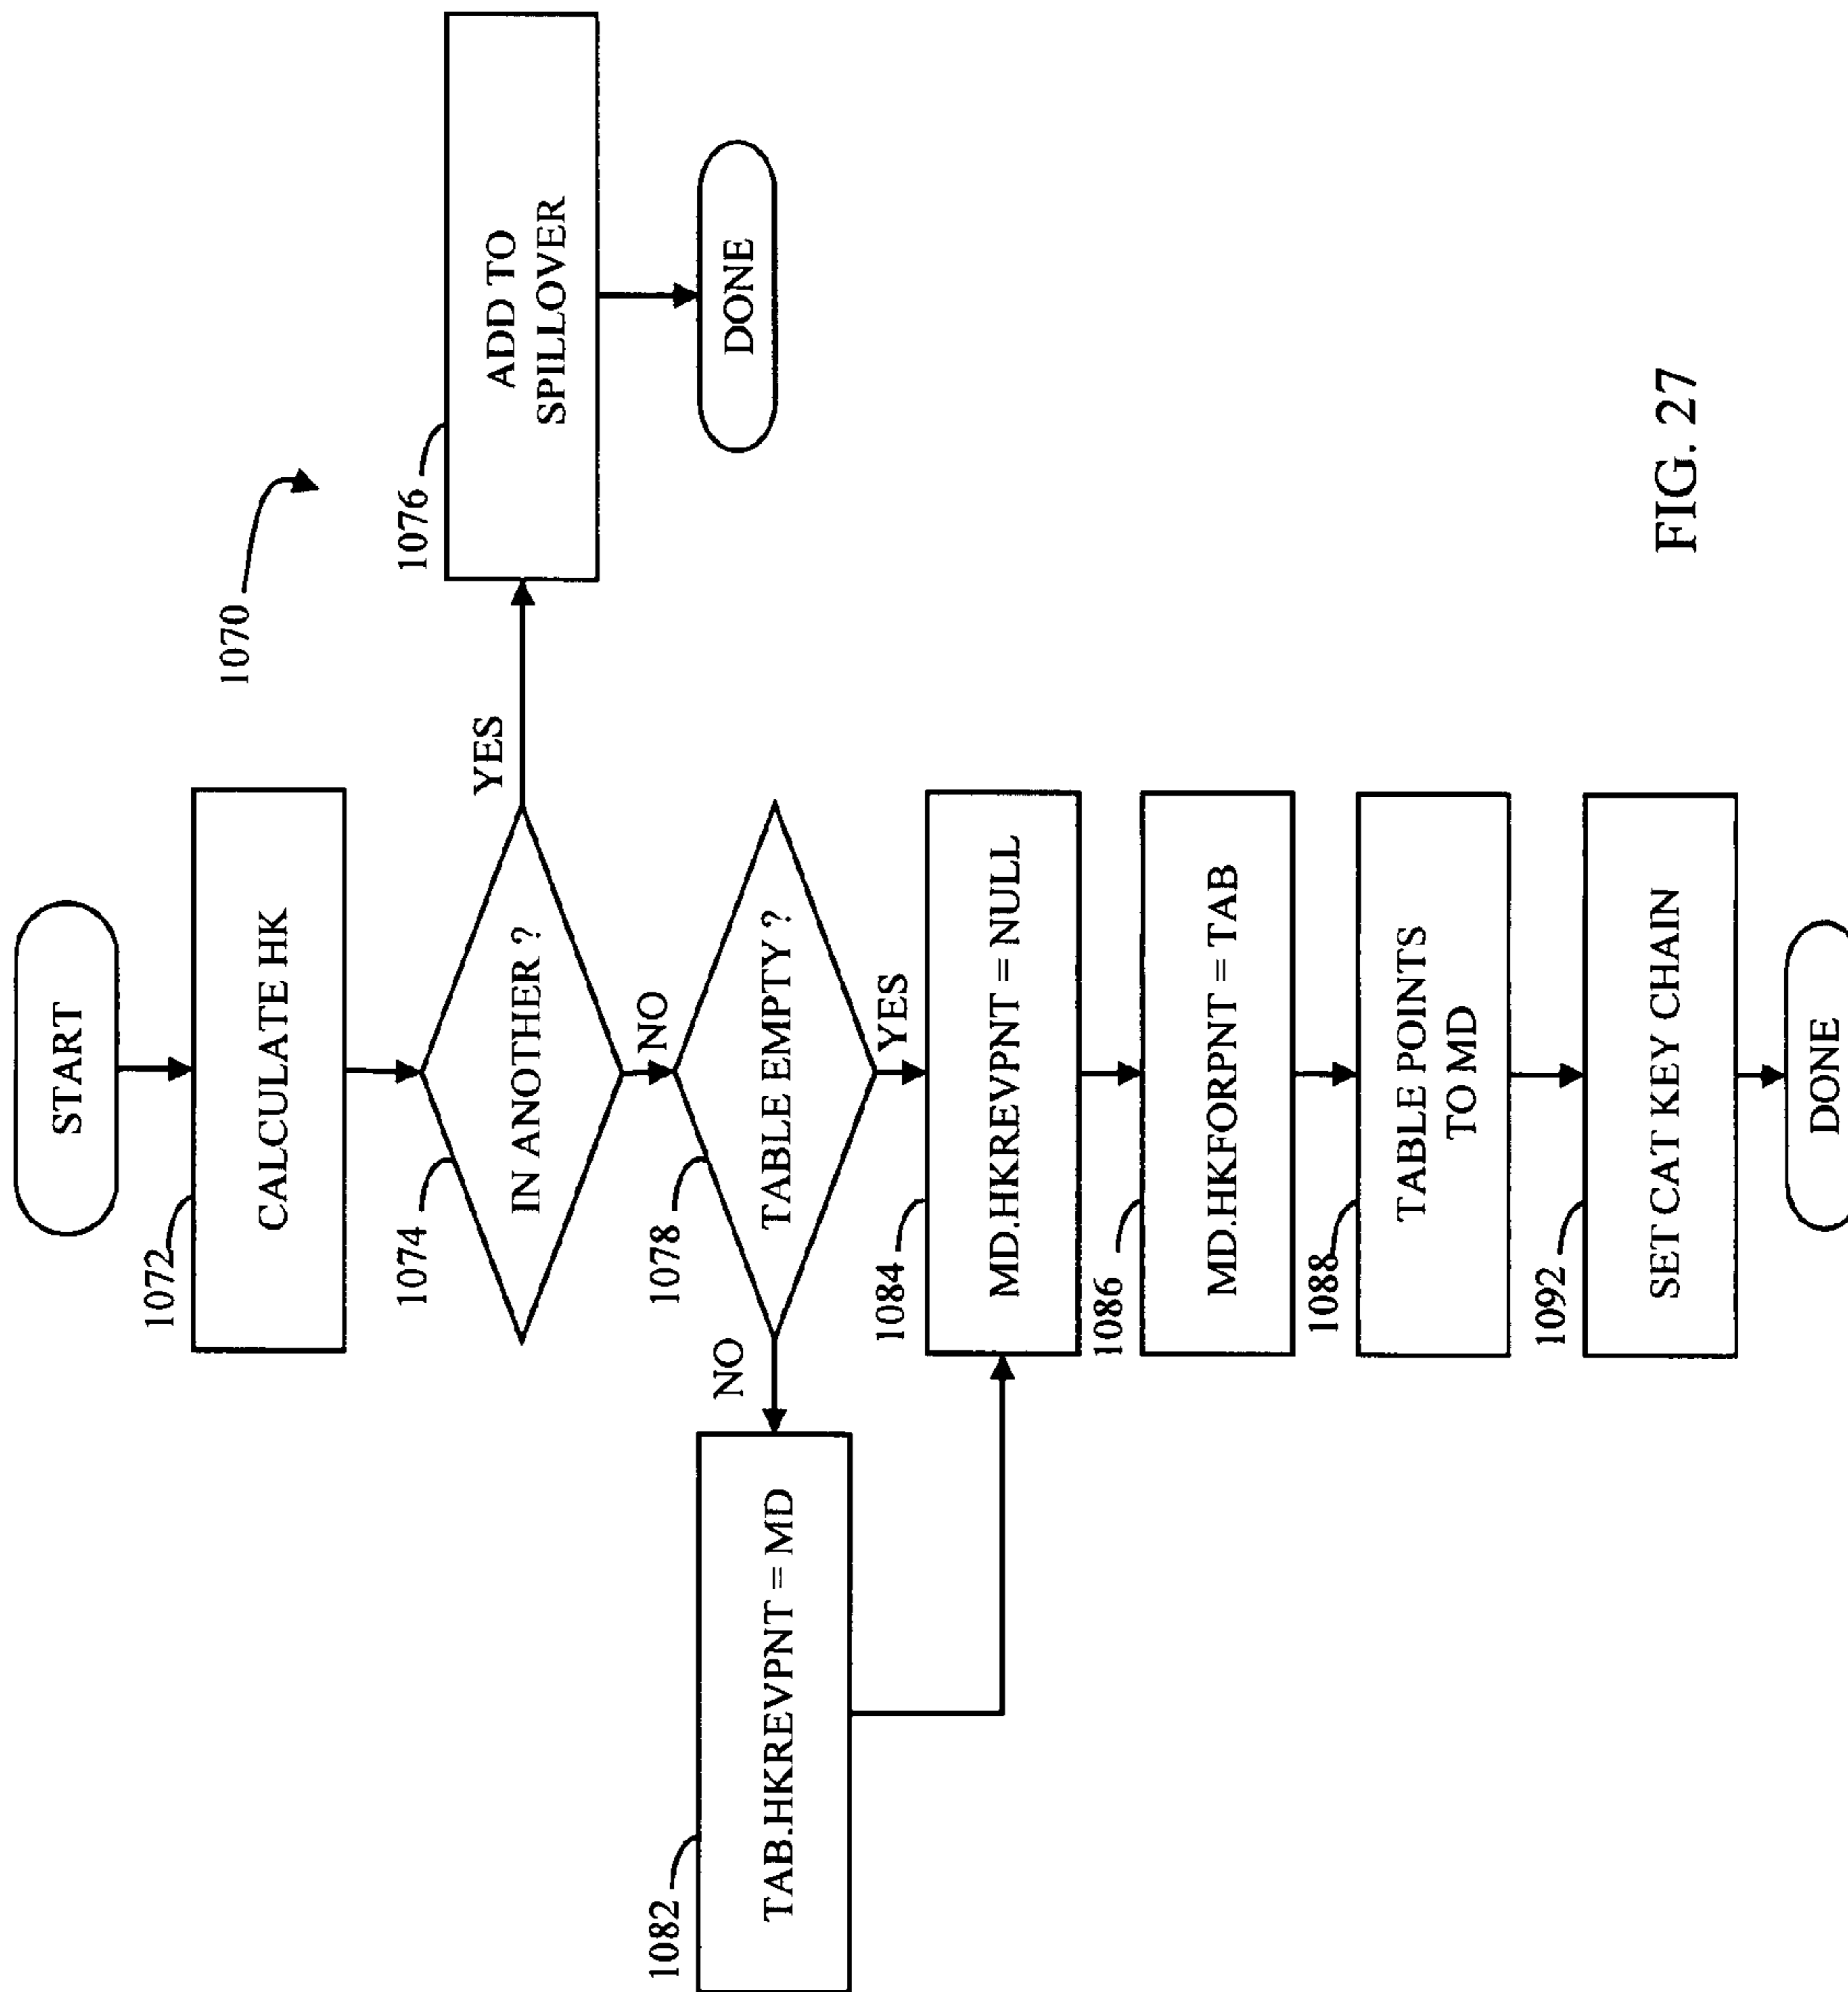 1070
START
1072
CALCULATE HK
1074
IN ANOTHER ?
YES
1076
ADD TO
SPILLOVER
DONE
NO
1078
TABLE EMPTY ?
NO
1082
TAB.HKREVPNT = MD
YES
1084
MD.HKREVPNT = NULL
1086
MD.HKFORPNT = TAB
1088
TABLE POINTS
TO MD
1092
SET CAT KEY CHAIN
DONE
FIG. 27